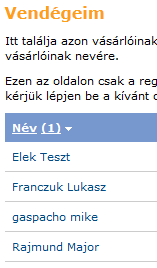 Vendégeim
Itt találja azon vásárlóinak
vásárlóinak nevére.
Ezen az oldalon csak a reg
kérjük lépjen be a kívánt
Név (1)
Elek Teszt
Franczuk Lukasz
gaspacho mike
Rajmund Major